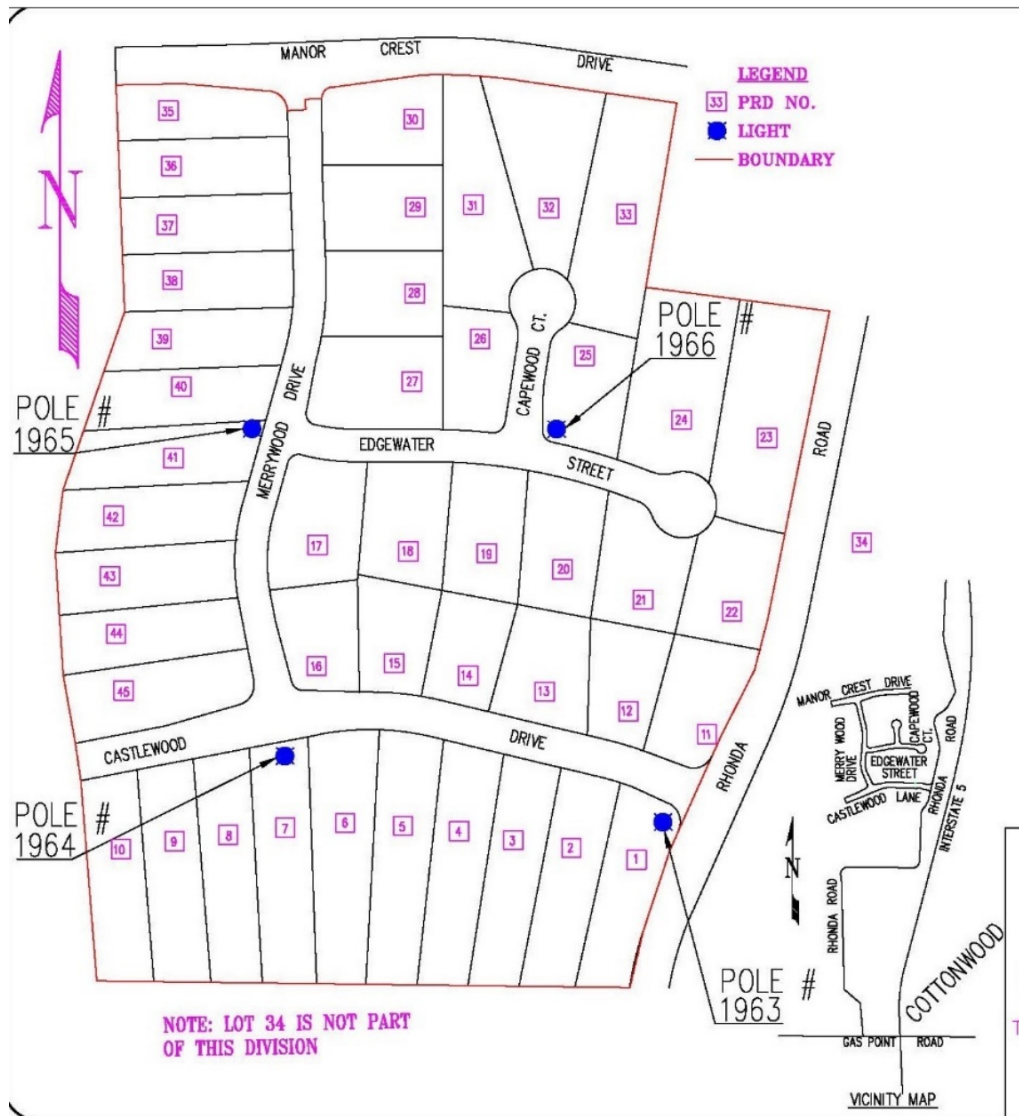 MANOR CREST DRIVE
LEGEND
33 PRD NO.
LIGHT
BOUNDARY
N
35
36
37
38
39
40
41
42
43
44
45
30
29
28
27
31
32
33
26
25
24
23
CAPEWOOD CT.
POLE #
1966
POLE #
1965
MERRYWOOD DRIVE
EDGEWATER STREET
RHONDA ROAD
34
17
18
19
20
21
22
16
15
14
13
12
11
CASTLEWOOD DRIVE
POLE #
1964
10
9
8
7
6
5
4
3
2
1
POLE #
1963
NOTE: LOT 34 IS NOT PART
OF THIS DIVISION
MANOR CREST DRIVE
CAPEWOOD
CT.
MERRY WOOD
DRIVE
EDGEWATER
STREET
CASTLEWOOD LANE
RHONDA ROAD
INTERSTATE 5
N
RHONDA ROAD
COTTONWOOD
GAS POINT ROAD
VICINITY MAP
T